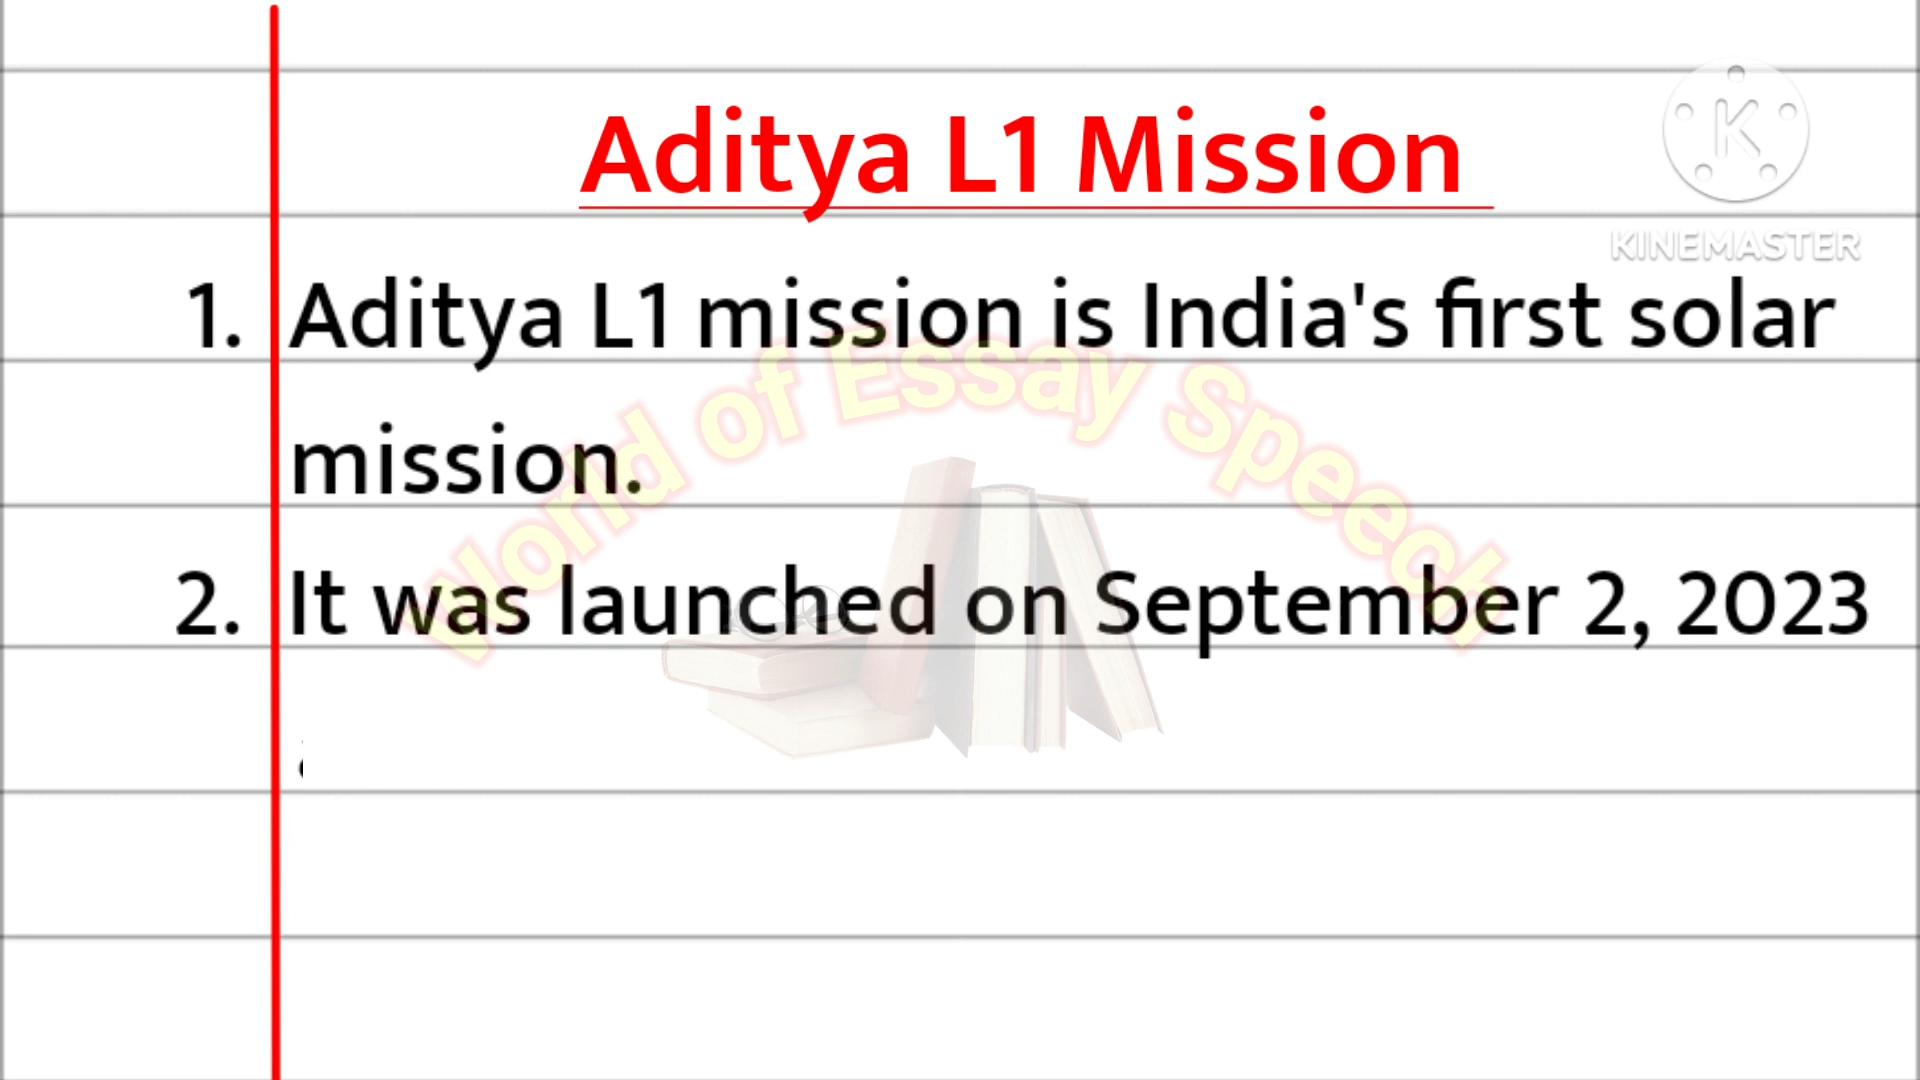 Aditya L1 Mission
KINEMASTER
1. Aditya L1 mission is India's first solar
mission.
World of Essay Speech
2. It was launched on September 2, 2023